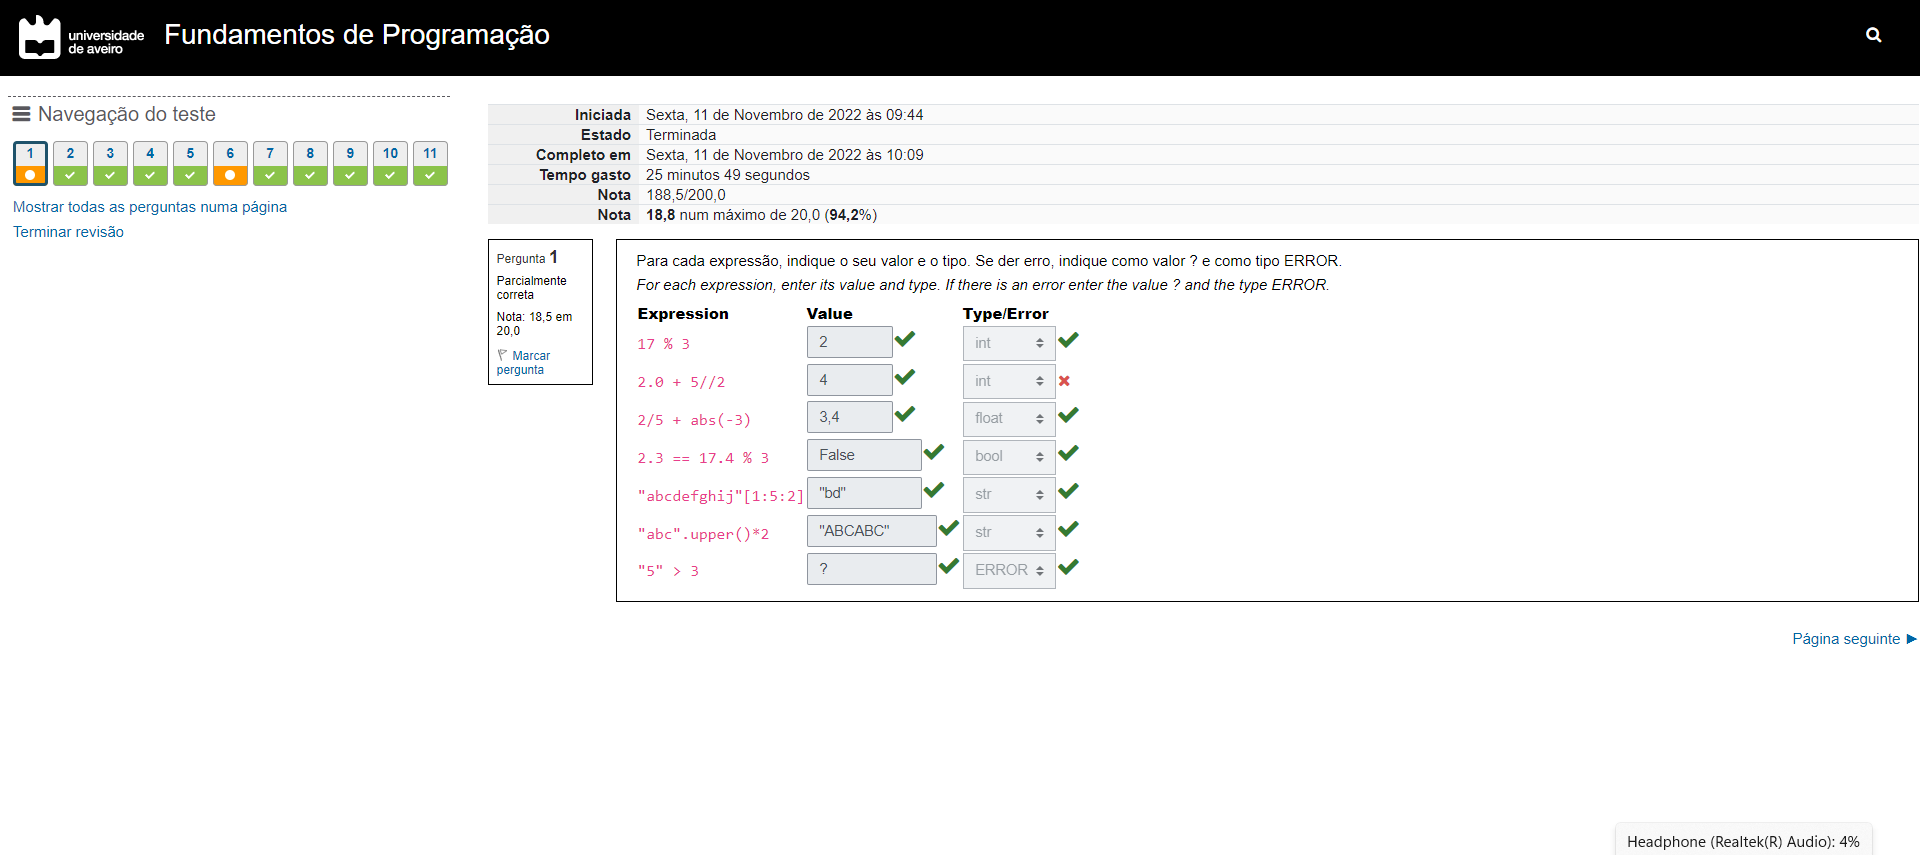 universidade
de aveiro
Fundamentos de Programação
Navegação do teste
1 2 3 4 5 6 7 8 9 10 11
Mostrar todas as perguntas numa página
Terminar revisão
Iniciada Sexta, 11 de Novembro de 2022 às 09:44
Estado Terminada
Completo em Sexta, 11 de Novembro de 2022 às 10:09
Tempo gasto 25 minutos 49 segundos
Nota 188,5/200,0
Nota 18,8 num máximo de 20,0 (94,2%)
Pergunta 1
Parcialmente
correta
Nota: 18,5 em
20,0
Marcar
pergunta
Para cada expressão, indique o seu valor e o tipo. Se der erro, indique como valor ? e como tipo ERROR.
For each expression, enter its value and type. If there is an error enter the value ? and the type ERROR.
Expression Value Type/Error
17 % 3 2 int
2.0 + 5//2 4 int
2/5 + abs(-3) 3,4 float
2.3 == 17.4 % 3 False bool
"abcdefghij"[1:5:2] "bd" str
"abc".upper()*2 "ABCABC" str
"5" > 3 ? ERROR
Página seguinte ►
Headphone (Realtek(R) Audio): 4%